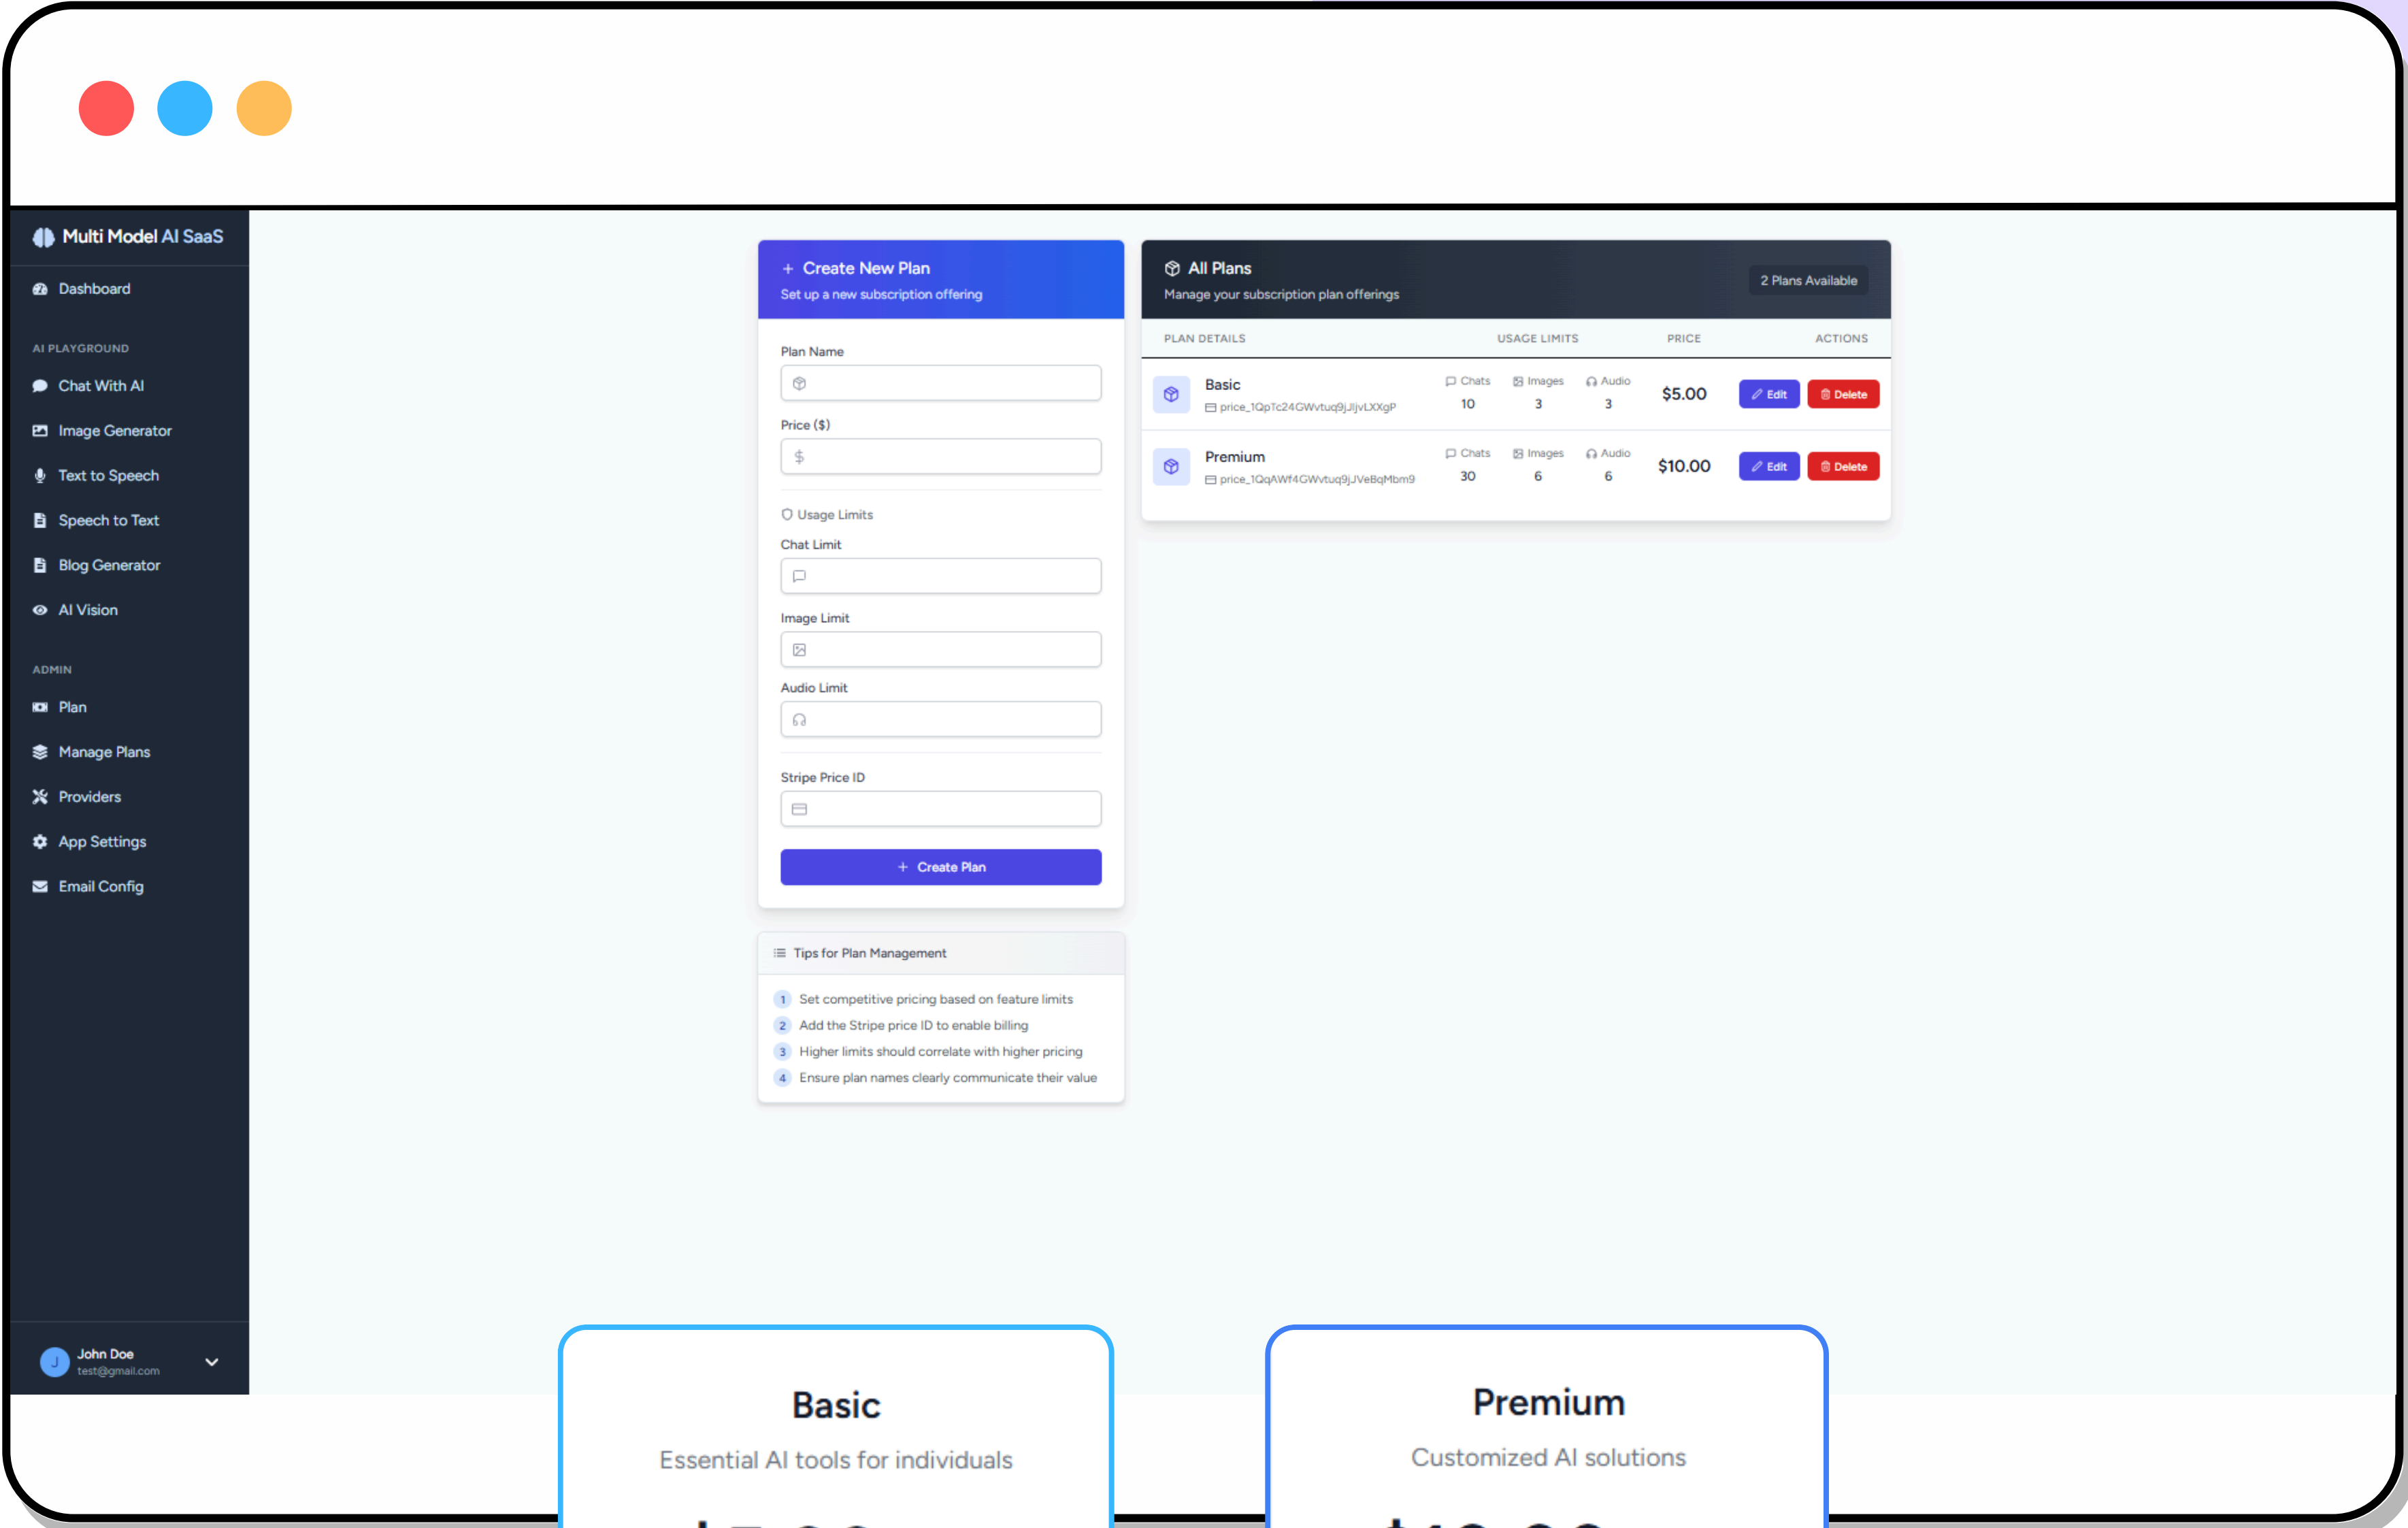 Multi Model AI SaaS
Dashboard
AI PLAYGROUND
Chat With AI
Image Generator
Text to Speech
Speech to Text
Blog Generator
AI Vision
ADMIN
Plan
Manage Plans
Providers
App Settings
Email Config
J
John Doe
test@gmail.com
Create New Plan
Set up a new subscription offering
Plan Name
Price ($)
$
Usage Limits
Chat Limit
Image Limit
Audio Limit
Stripe Price ID
Create Plan
Tips for Plan Management
1 Set competitive pricing based on feature limits
2 Add the Stripe price ID to enable billing
3 Higher limits should correlate with higher pricing
4 Ensure plan names clearly communicate their value
All Plans
Manage your subscription plan offerings
2 Plans Available
PLAN DETAILS USAGE LIMITS PRICE ACTIONS
Basic
Chats Images Audio
10 3 3
$5.00 Edit Delete
Premium
price_1QqAWf4GWvtuq9jJVeBqMbm9
Chats Images Audio
30 6 6
$10.00 Edit Delete
Basic
Essential AI tools for individuals
Premium
Customized AI solutions